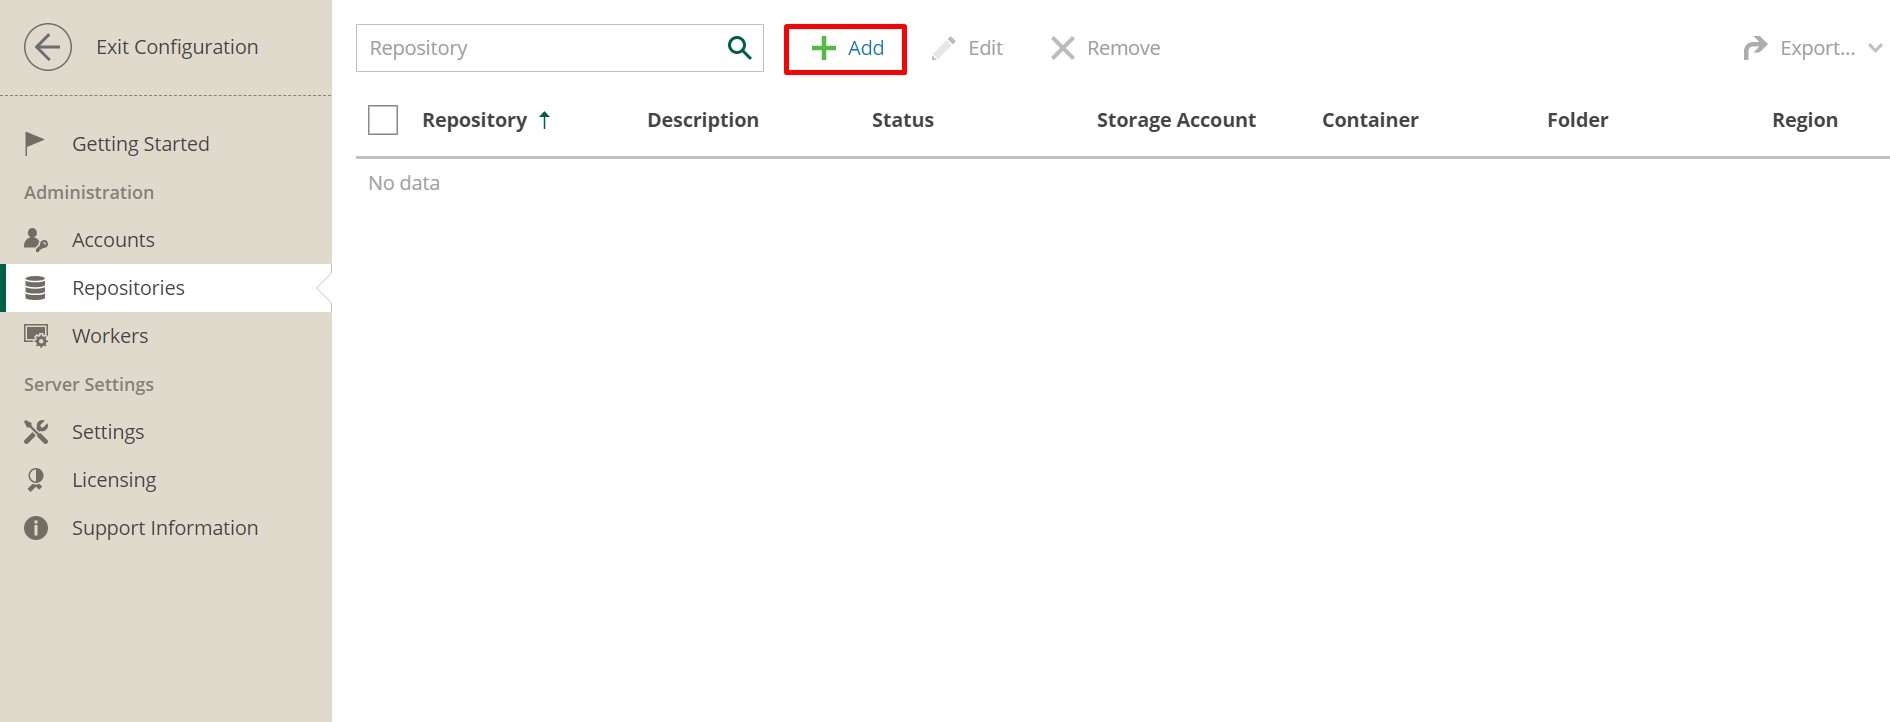 Exit Configuration
Getting Started
Administration
Accounts
Repositories
Workers
Server Settings
Settings
Licensing
Support Information
Repository
Add
Edit
Remove
Export...
Repository Description Status Storage Account Container Folder Region
No data